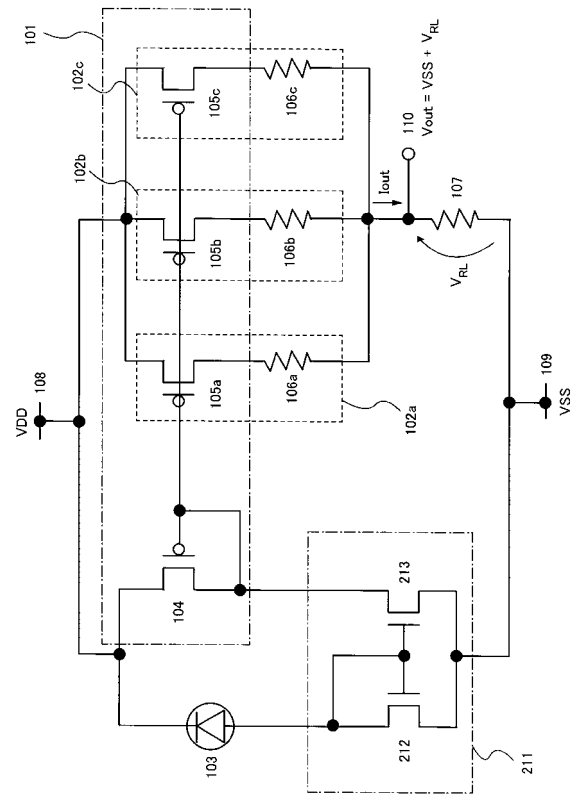 101
102c
102b
105c
106c
105b
106b
105a
106a
102a
VDD
108
104
103
Iout
110
Vout = VSS + VRL
107
VRL
109
VSS
213
212
211